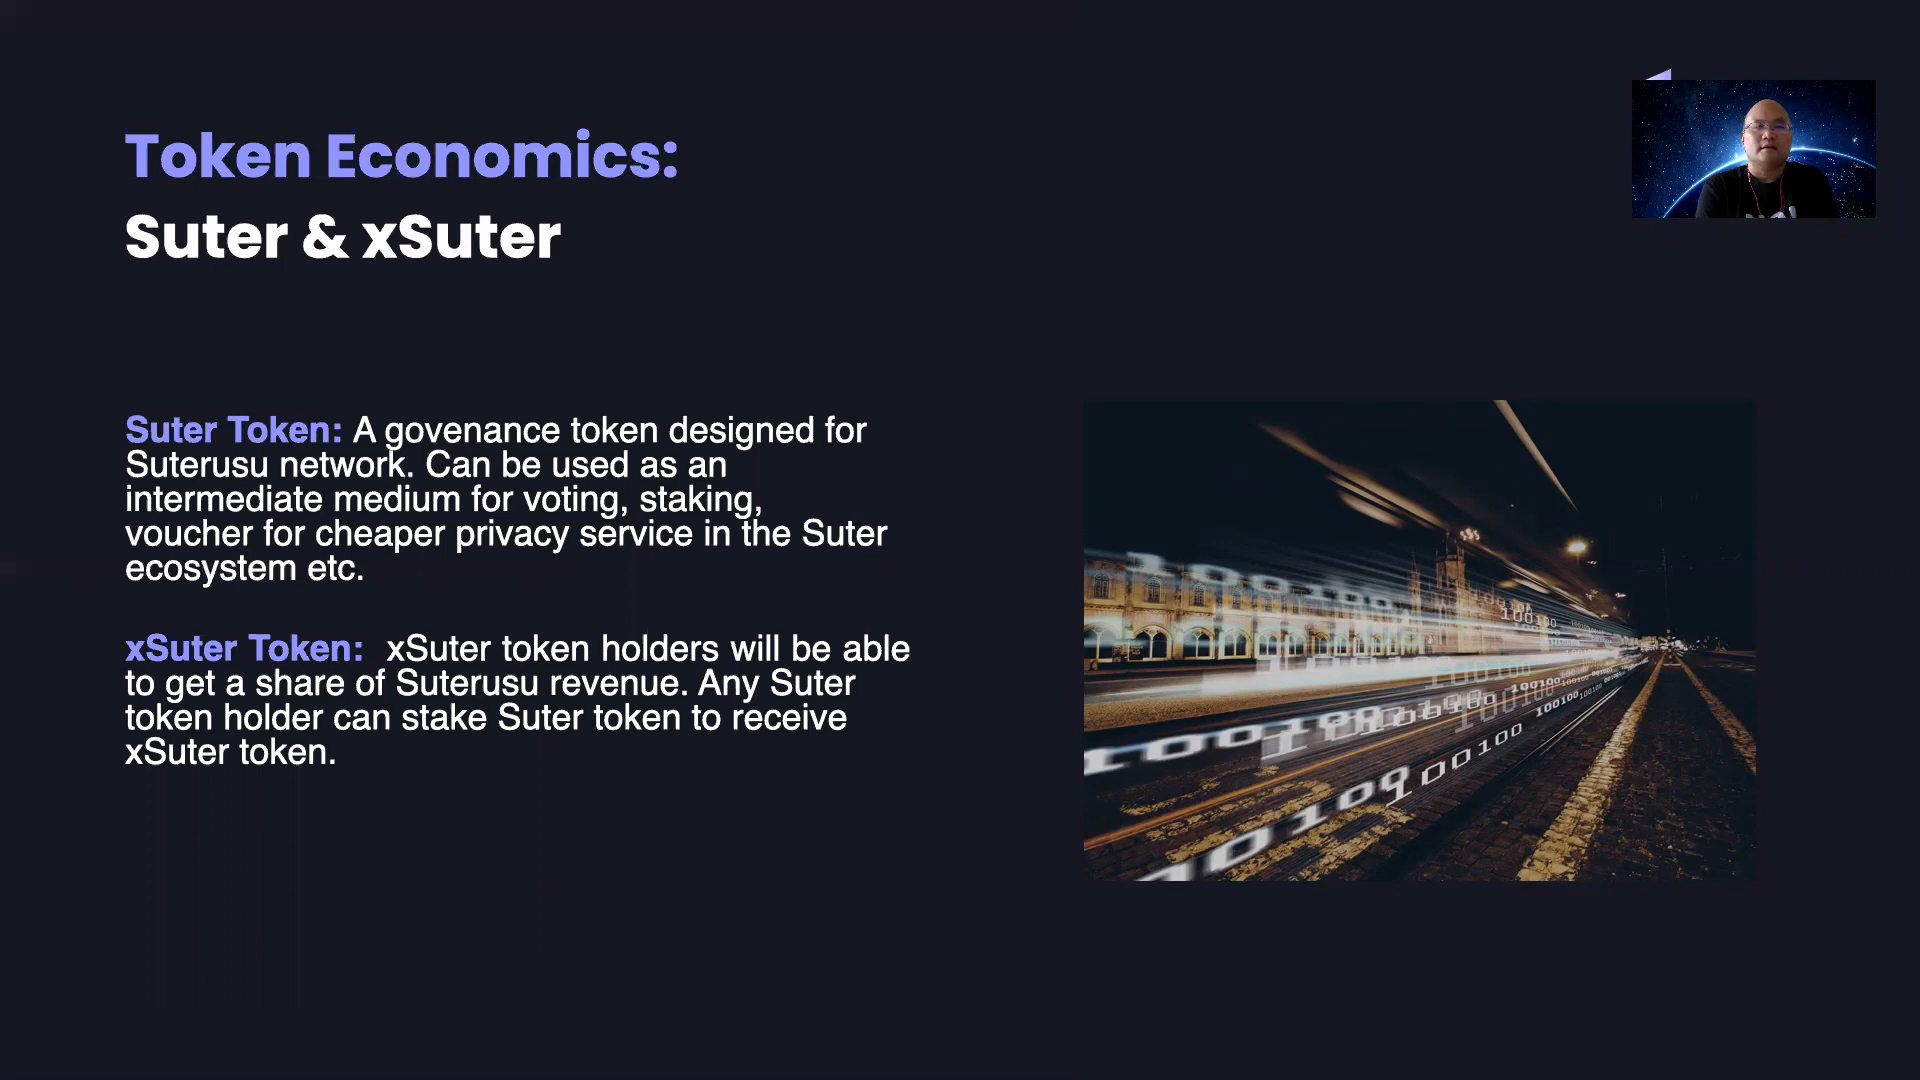 Token Economics:
Suter & xSuter
Suter Token: A govenance token designed for
Suterusu network. Can be used as an
intermediate medium for voting, staking,
voucher for cheaper privacy service in the Suter
ecosystem etc.
xSuter Token: xSuter token holders will be able
to get a share of Suterusu revenue. Any Suter
token holder can stake Suter token to receive
xSuter token.